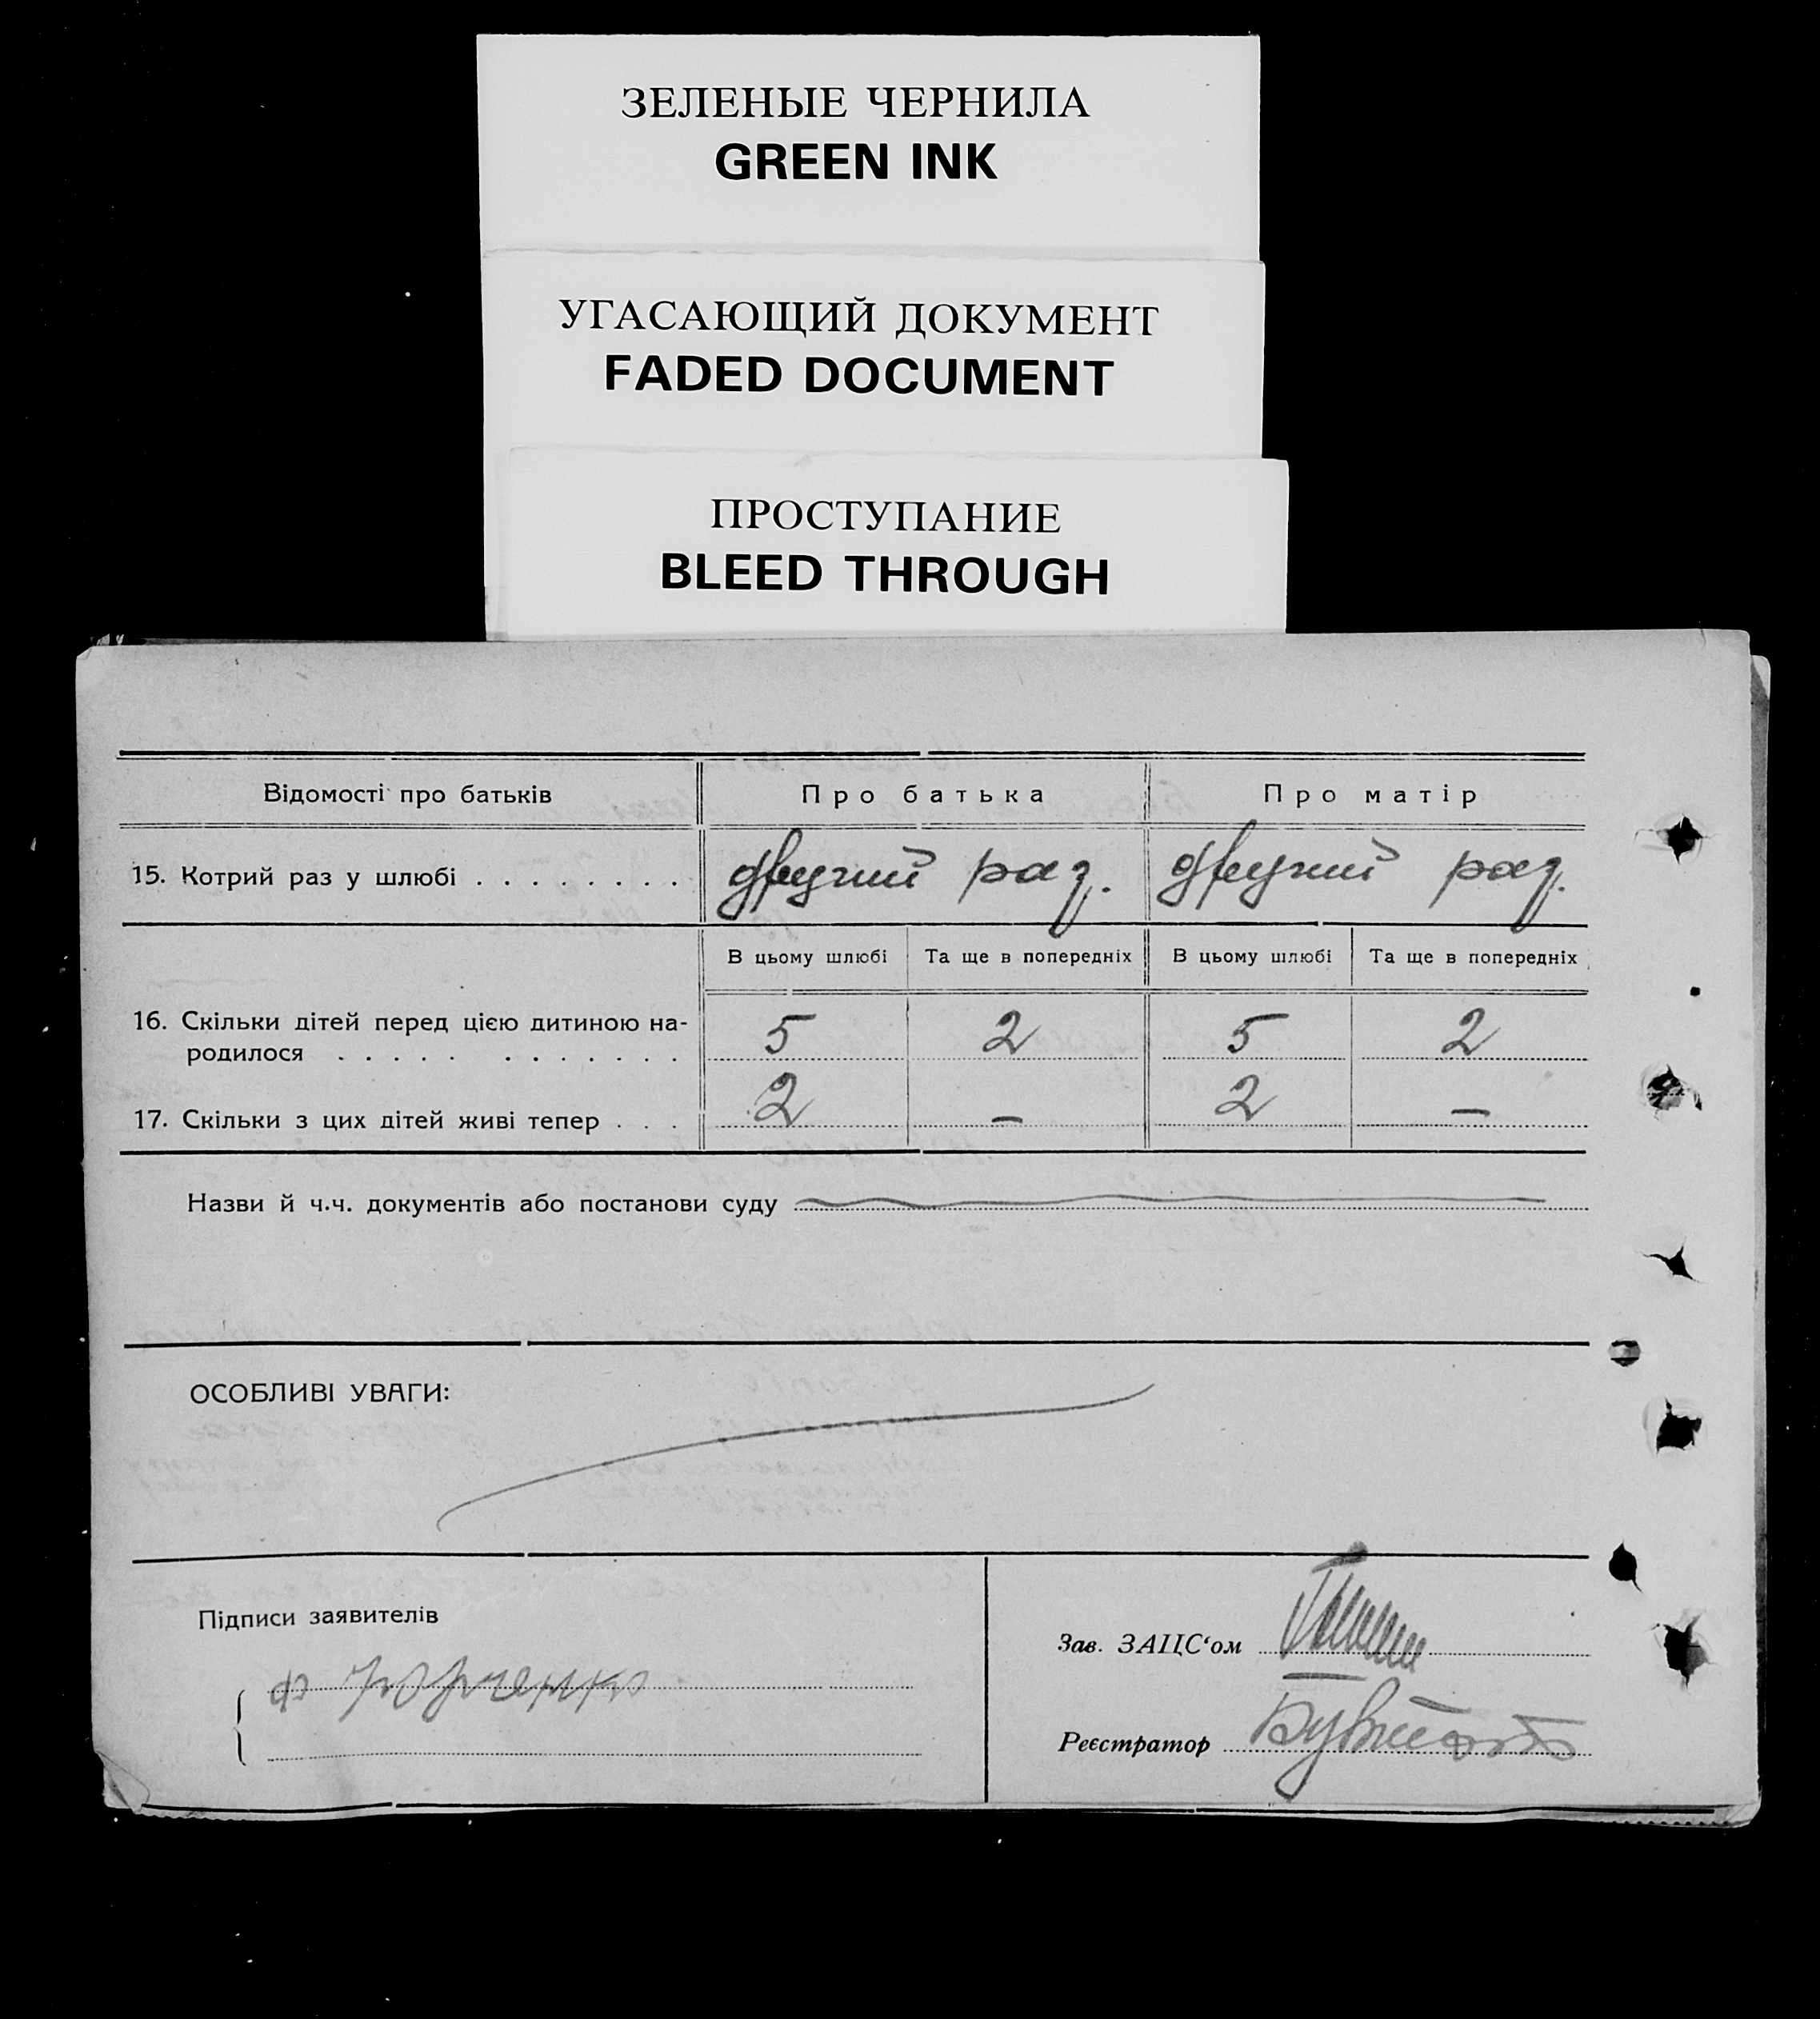 ЗЕЛЕНЫЕ ЧЕРНИЛА
GREEN INK
УГАСАЮЩИЙ ДОКУМЕНТ
FADED DOCUMENT
ПРОСТУПАНИЕ
BLEED THROUGH
Відомості про батьків Про батька Про матір
15. Котрий раз у шлюбі . . . . . . . . другий раз. другий раз.
В цьому шлюбі Та ще в попередніх В цьому шлюбі Та ще в попередніх
16. Скільки дітей перед цією дитиною на-
родилося . . . . . . . . . . . . 5 2 5 2
17. Скільки з цих дітей живі тепер . . . 2 — 2 —
Назви й ч.ч. документів або постанови суду
ОСОБЛИВІ УВАГИ:
Підписи заявителів
Зав. ЗАЦС‘ом
Ф
Реєстратор